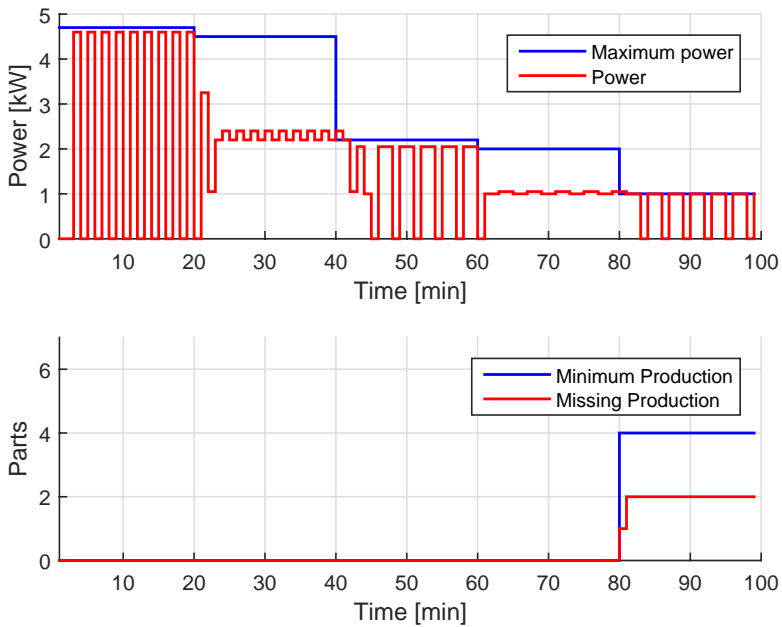 5
4
3
2
1
0
Power [kW]
Maximum power
Power
10 20 30 40 50 60 70 80 90 100
Time [min]
6
4
2
0
Parts
Minimum Production
Missing Production
10 20 30 40 50 60 70 80 90 100
Time [min]